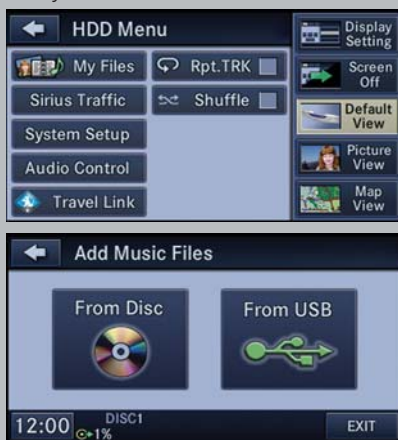 HDD Menu
My Files
Rpt.TRK
Sirius Traffic
Shuffle
System Setup
Audio Control
Travel Link
Display
Setting
Screen
Off
Default
View
Picture
View
Map
View
Add Music Files
From Disc
From USB
12:00
DISC1
1%
EXIT